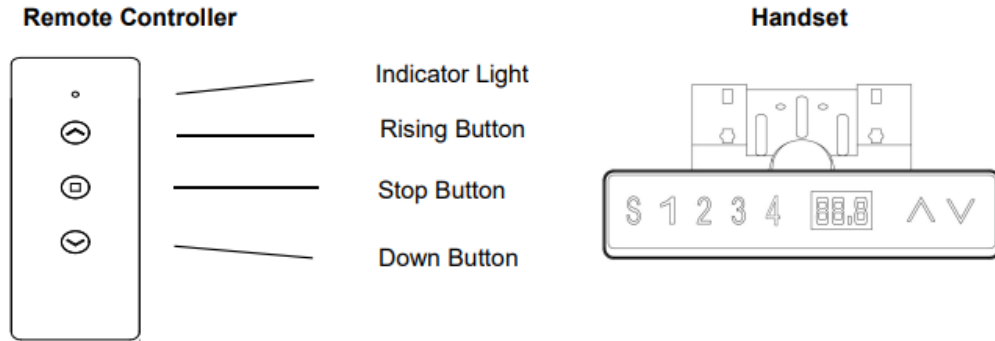 Remote Controller
Handset
Indicator Light
Rising Button
Stop Button
Down Button
S 1 2 3 4 88.8